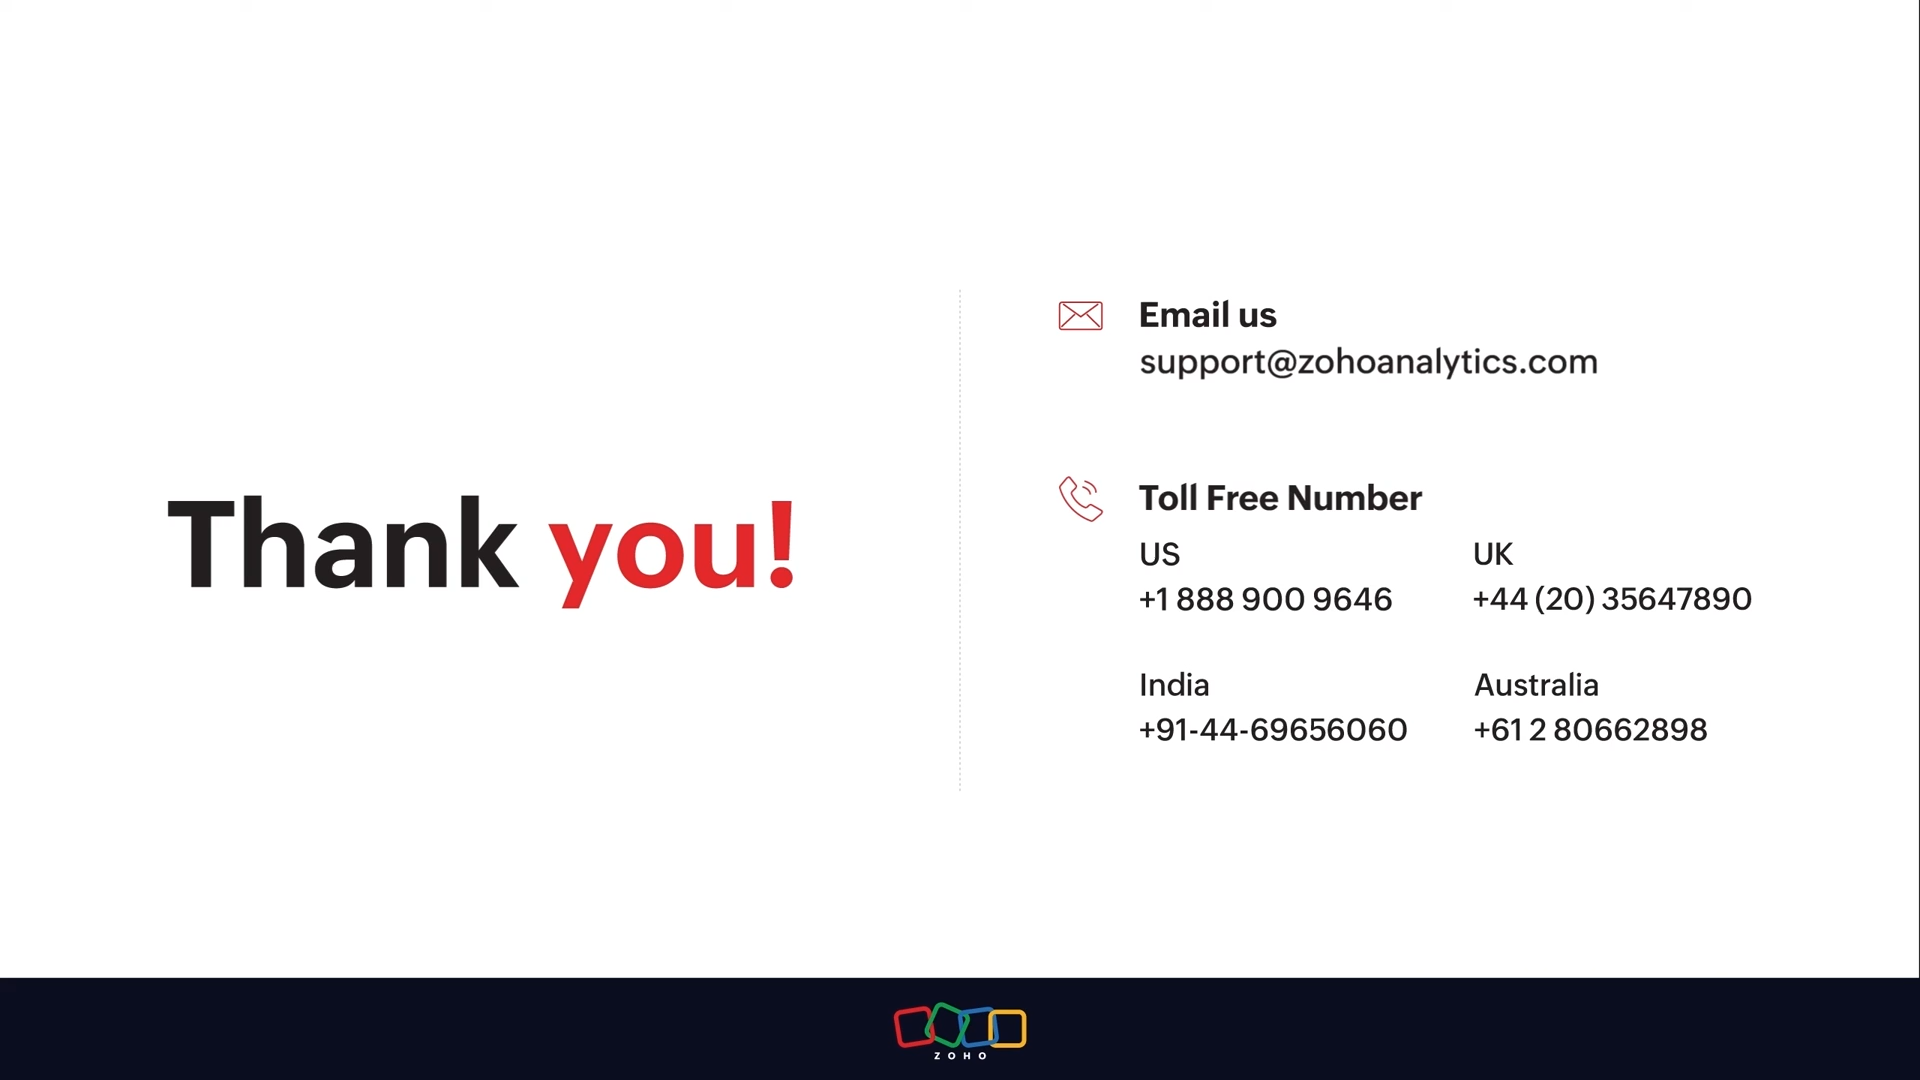 Thank you!
Email us
support@zohoanalytics.com
Toll Free Number
US
+1 888 900 9646
UK
+44 (20) 35647890
India
+91-44-69656060
Australia
+61 2 80662898
ZOHO